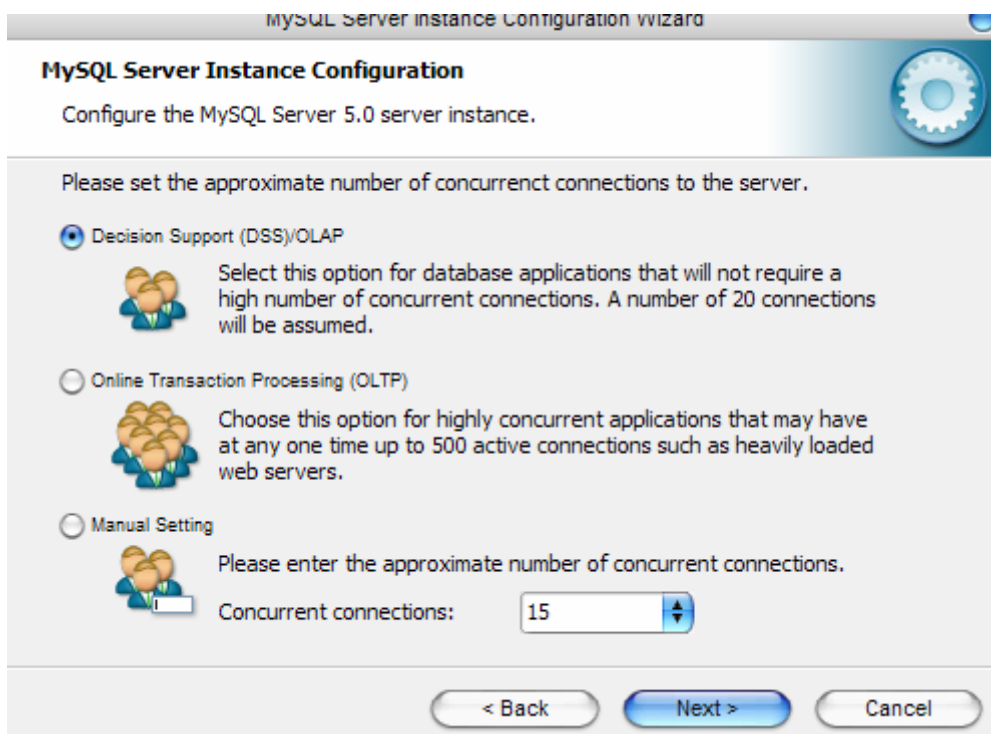 MySQL Server Instance Configuration Wizard
MySQL Server Instance Configuration
Configure the MySQL Server 5.0 server instance.
Please set the approximate number of concurrenct connections to the server.
Decision Support (DSS)/OLAP
Select this option for database applications that will not require a
high number of concurrent connections. A number of 20 connections
will be assumed.
Online Transaction Processing (OLTP)
Choose this option for highly concurrent applications that may have
at any one time up to 500 active connections such as heavily loaded
web servers.
Manual Setting
Please enter the approximate number of concurrent connections.
Concurrent connections: 15
< Back Next > Cancel